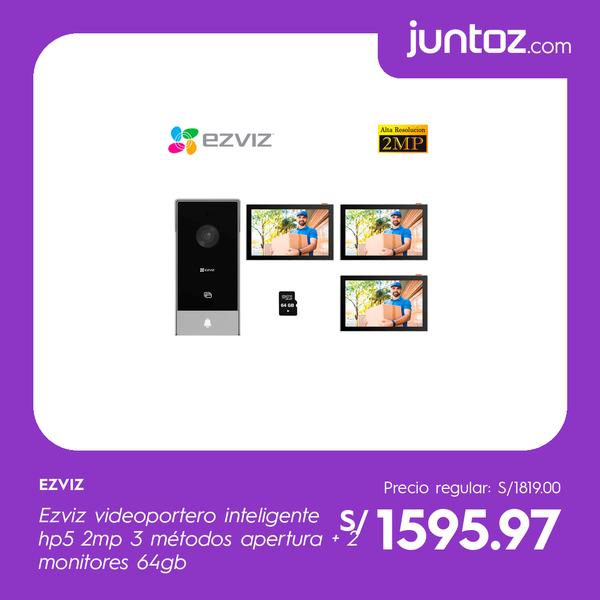 juntoz.com
ezviz
Alta Resolucion
2MP
ezviz
64 GB
EZVIZ
Precio regular: S/1819.00
Ezviz videoportero inteligente
hp5 2mp 3 métodos apertura + 2
monitores 64gb
S/1595.97